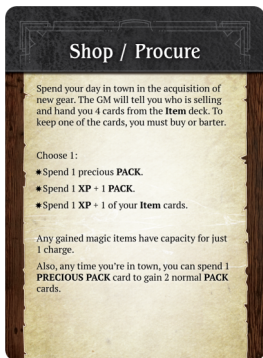 Shop / Procure
Spend your day in town in the acquisition of
new gear. The GM will tell you who is selling
and hand you 4 cards from the Item deck. To
keep one of the cards, you must buy or barter.
Choose 1:
✷Spend 1 precious PACK.
✷Spend 1 XP + 1 PACK.
✷Spend 1 XP + 1 of your Item cards.
Any gained magic items have capacity for just
1 charge.
Also, any time you're in town, you can spend 1
PRECIOUS PACK card to gain 2 normal PACK
cards.